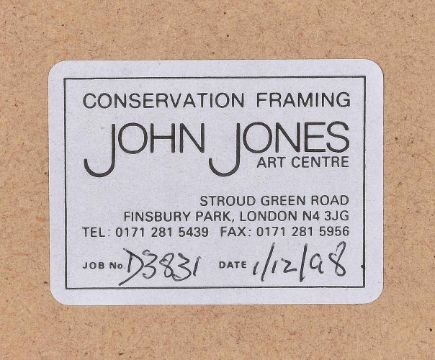 CONSERVATION FRAMING
JOHN JONES
ART CENTRE
STROUD GREEN ROAD
FINSBURY PARK, LONDON N4 3JG
TEL: 0171 281 5439 FAX: 0171 281 5956
JOB No. D3831 DATE 1/12/98